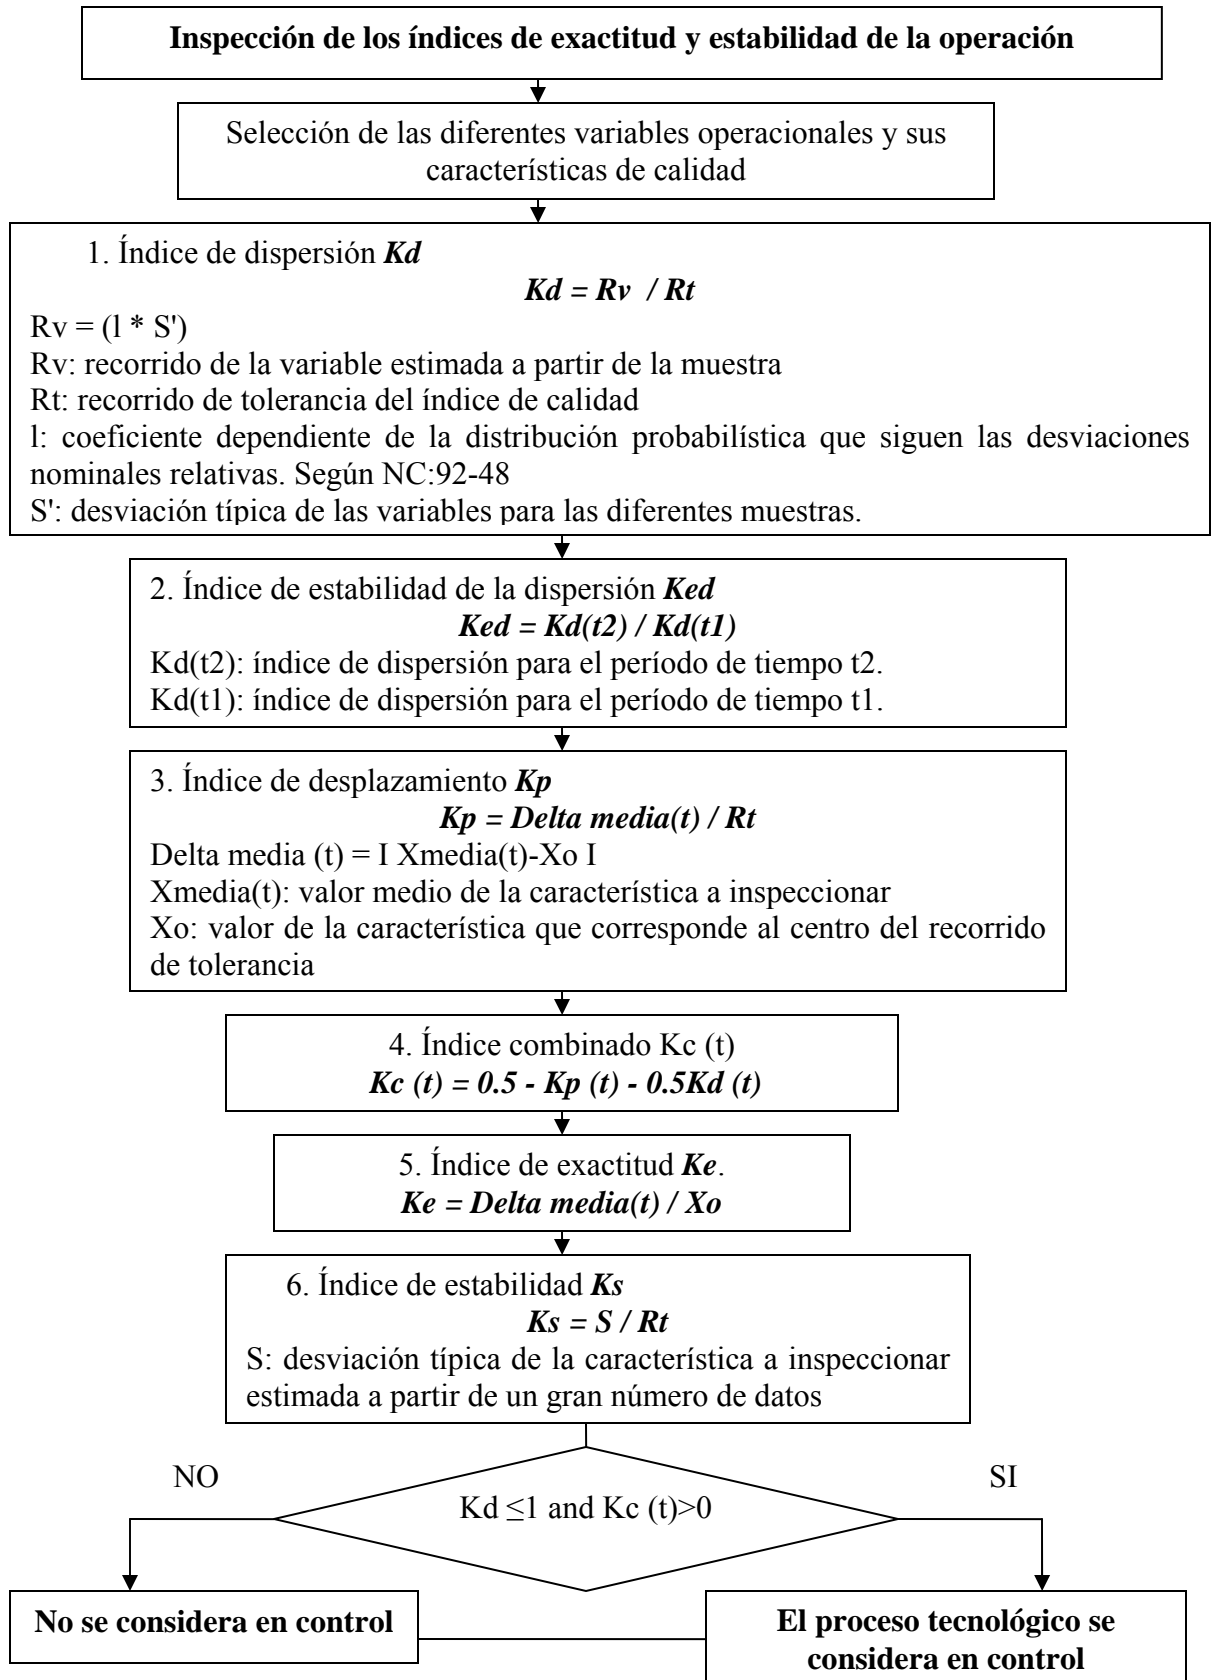 Inspección de los índices de exactitud y estabilidad de la operación
Selección de las diferentes variables operacionales y sus
características de calidad
1. Índice de dispersión Kd
Kd = Rv / Rt
Rv = (l * S')
Rv: recorrido de la variable estimada a partir de la muestra
Rt: recorrido de tolerancia del índice de calidad
l: coeficiente dependiente de la distribución probabilística que siguen las desviaciones
nominales relativas. Según NC:92-48
S': desviación típica de las variables para las diferentes muestras.
2. Índice de estabilidad de la dispersión Ked
Ked = Kd(t2) / Kd(t1)
Kd(t2): índice de dispersión para el período de tiempo t2.
Kd(t1): índice de dispersión para el período de tiempo t1.
3. Índice de desplazamiento Kp
Kp = Delta media(t) / Rt
Delta media (t) = I Xmedia(t)-Xo I
Xmedia(t): valor medio de la característica a inspeccionar
Xo: valor de la característica que corresponde al centro del recorrido
de tolerancia
4. Índice combinado Kc (t)
Kc (t) = 0.5 - Kp (t) - 0.5Kd (t)
5. Índice de exactitud Ke.
Ke = Delta media(t) / Xo
6. Índice de estabilidad Ks
Ks = S / Rt
S: desviación típica de la característica a inspeccionar
estimada a partir de un gran número de datos
NO
SI
Kd ≤1 and Kc (t)>0
No se considera en control
El proceso tecnológico se
considera en control